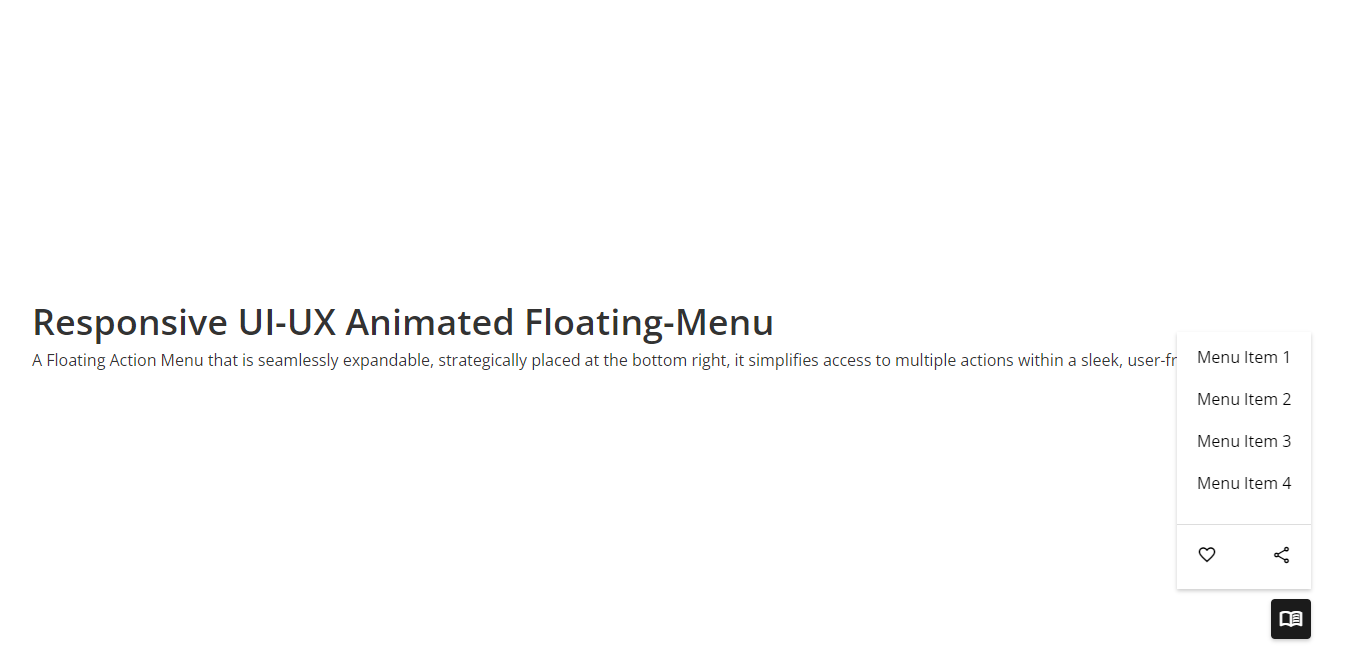 Responsive UI-UX Animated Floating-Menu
A Floating Action Menu that is seamlessly expandable, strategically placed at the bottom right, it simplifies access to multiple actions within a sleek, user-fr
Menu Item 1
Menu Item 2
Menu Item 3
Menu Item 4